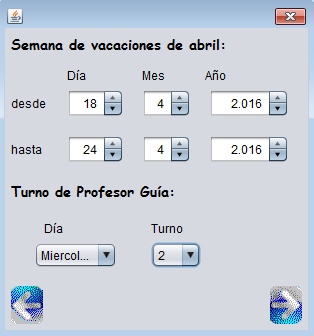 Semana de vacaciones de abril:
Día Mes Año
desde 18 4 2.016
hasta 24 4 2.016
Turno de Profesor Guía:
Día Turno
Miercol... 2